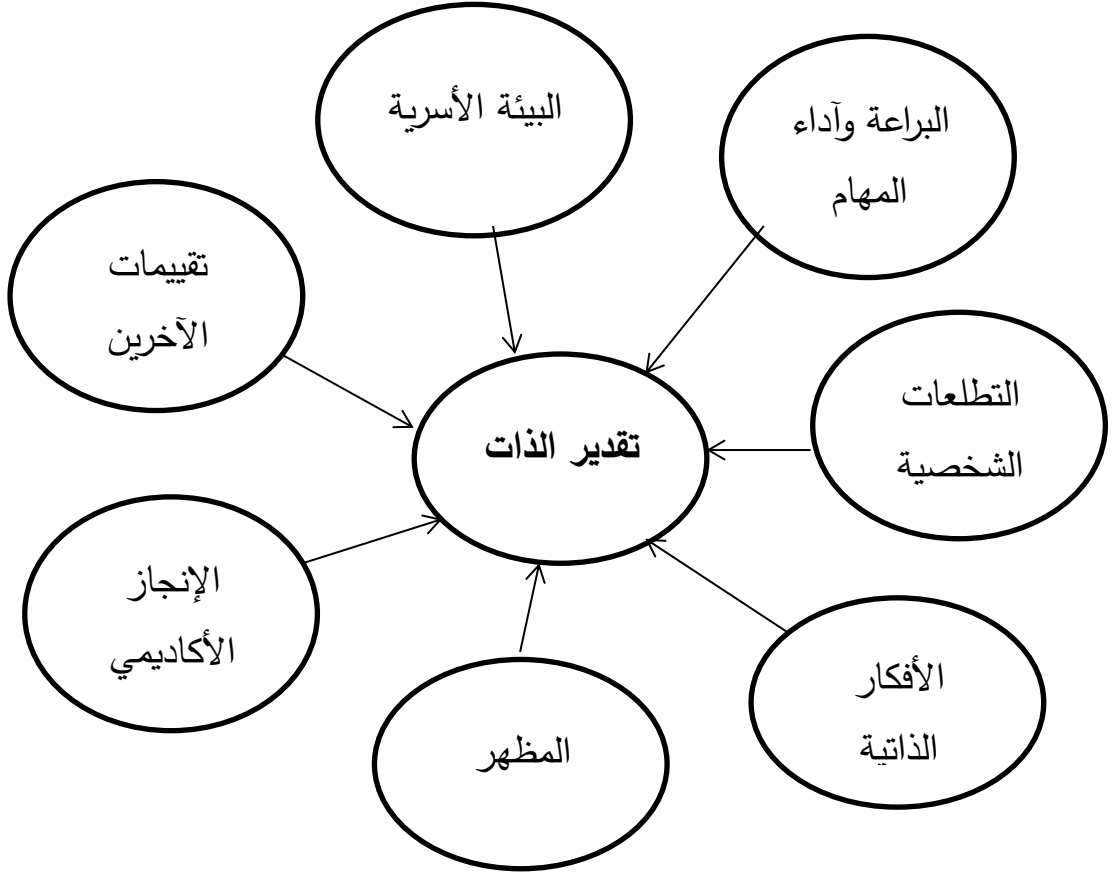 البيئة الأسرية
البراعة وآداء
المهام
تقييمات
الآخرين
التطلعات
الشخصية
تقدير الذات
الإنجاز
الأكاديمي
الأفكار
الذاتية
المظهر